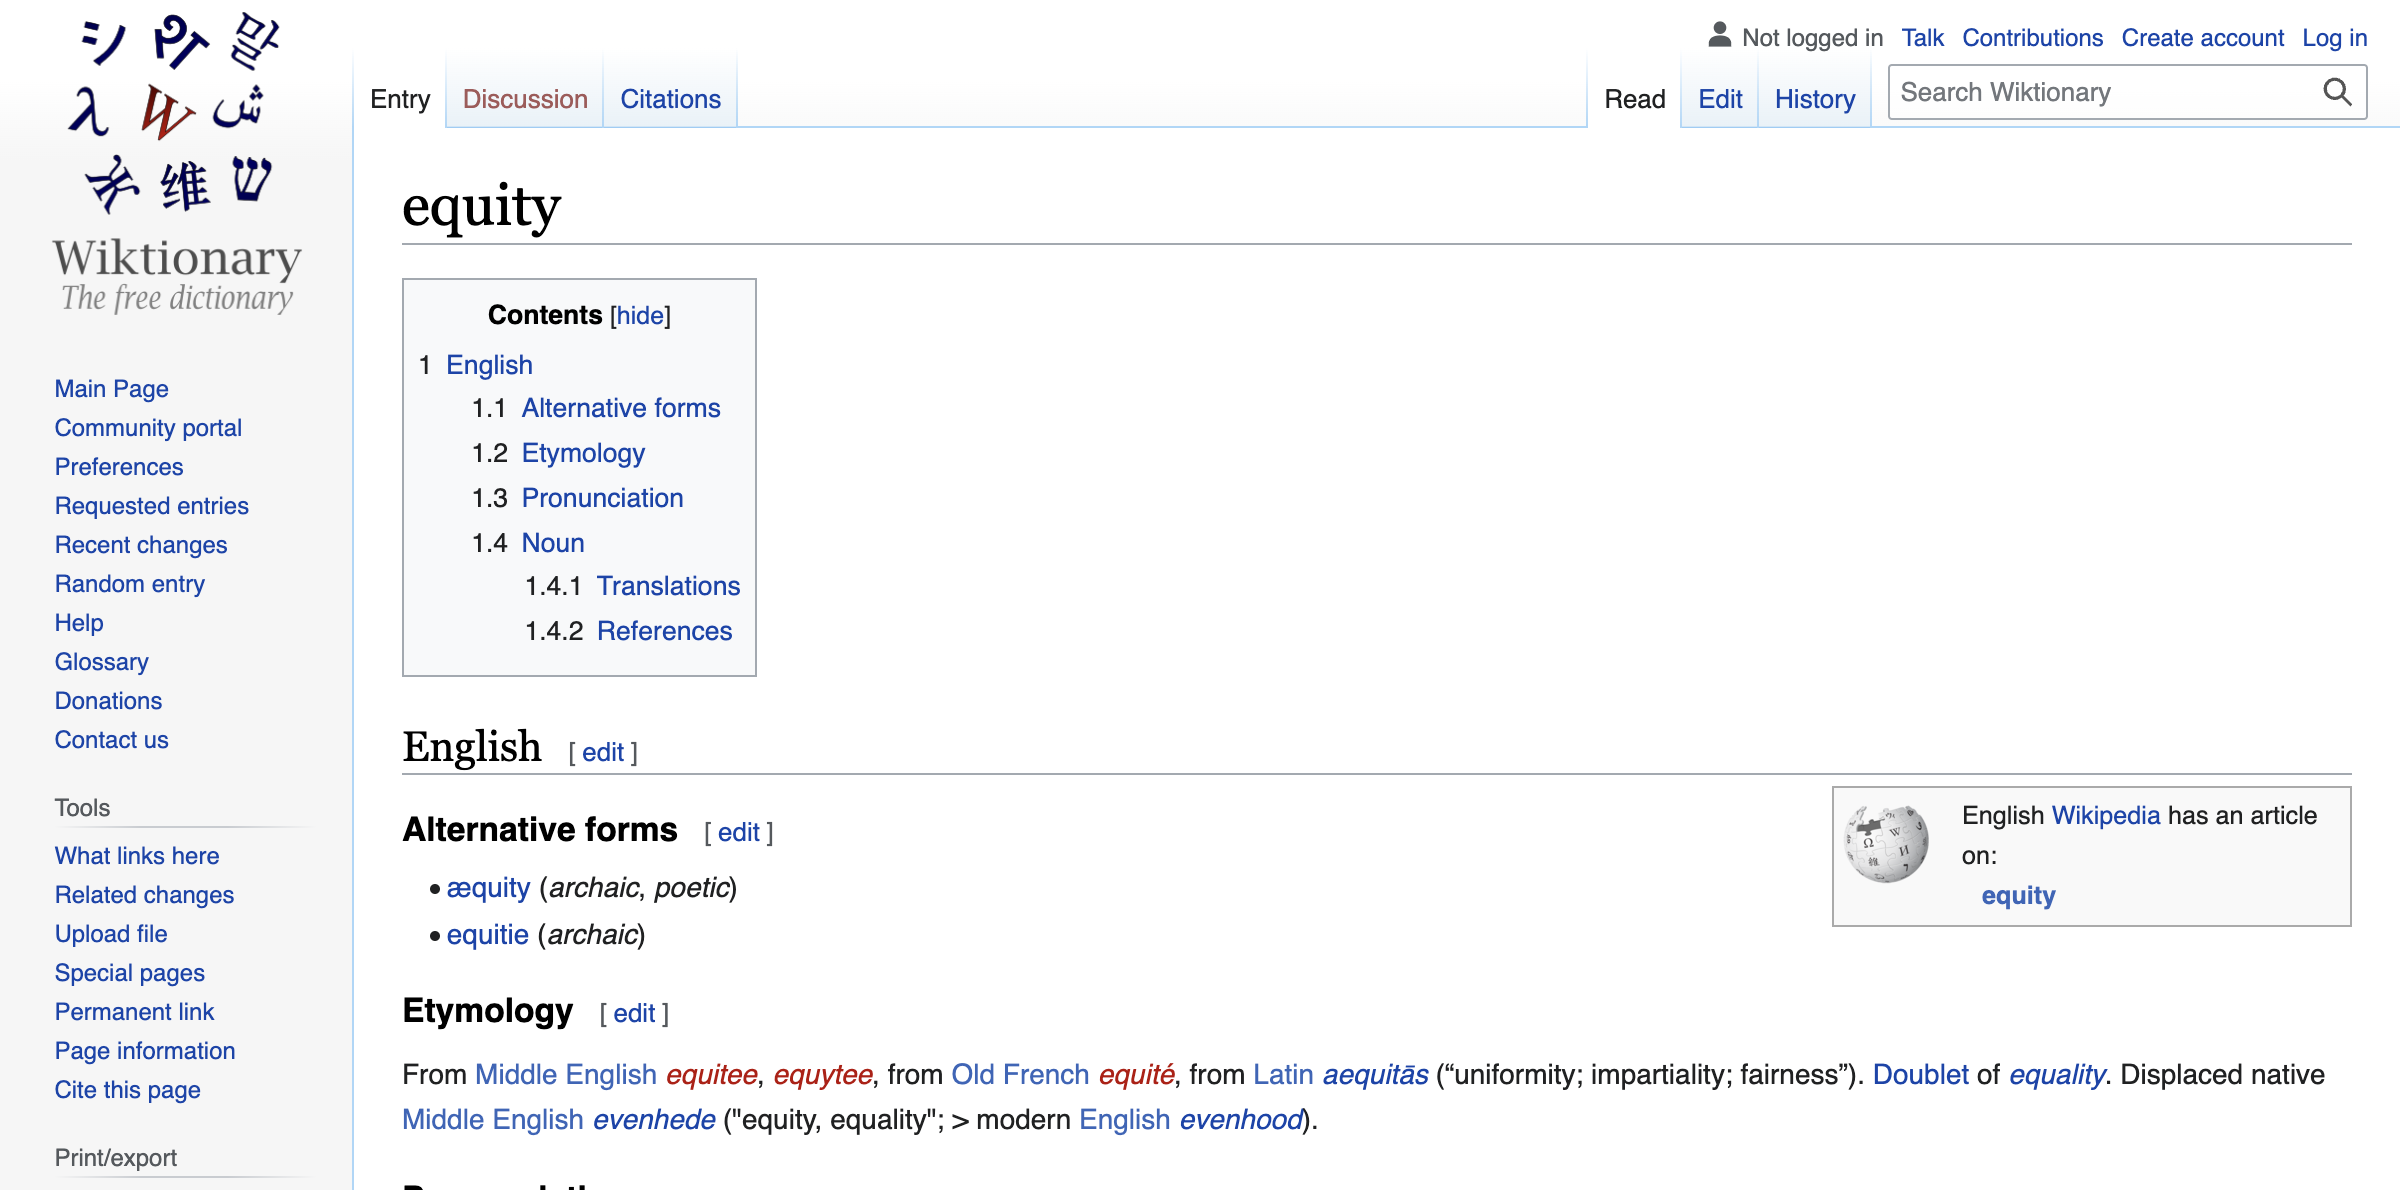 シ 말
λ W ش
维 ש
Wiktionary
The free dictionary
Main Page
Community portal
Preferences
Requested entries
Recent changes
Random entry
Help
Glossary
Donations
Contact us
Tools
What links here
Related changes
Upload file
Special pages
Permanent link
Page information
Cite this page
Print/export
Not logged in Talk Contributions Create account Log in
Entry Discussion Citations Read Edit History Search Wiktionary
equity
Contents [hide]
1 English
1.1 Alternative forms
1.2 Etymology
1.3 Pronunciation
1.4 Noun
1.4.1 Translations
1.4.2 References
English [ edit ]
Alternative forms [ edit ]
• æquity (archaic, poetic)
• equitie (archaic)
English Wikipedia has an article
on:
equity
Etymology [ edit ]
From Middle English equitee, equytee, from Old French equité, from Latin aequitās (“uniformity; impartiality; fairness”). Doublet of equality. Displaced native
Middle English evenhede ("equity, equality"; > modern English evenhood).